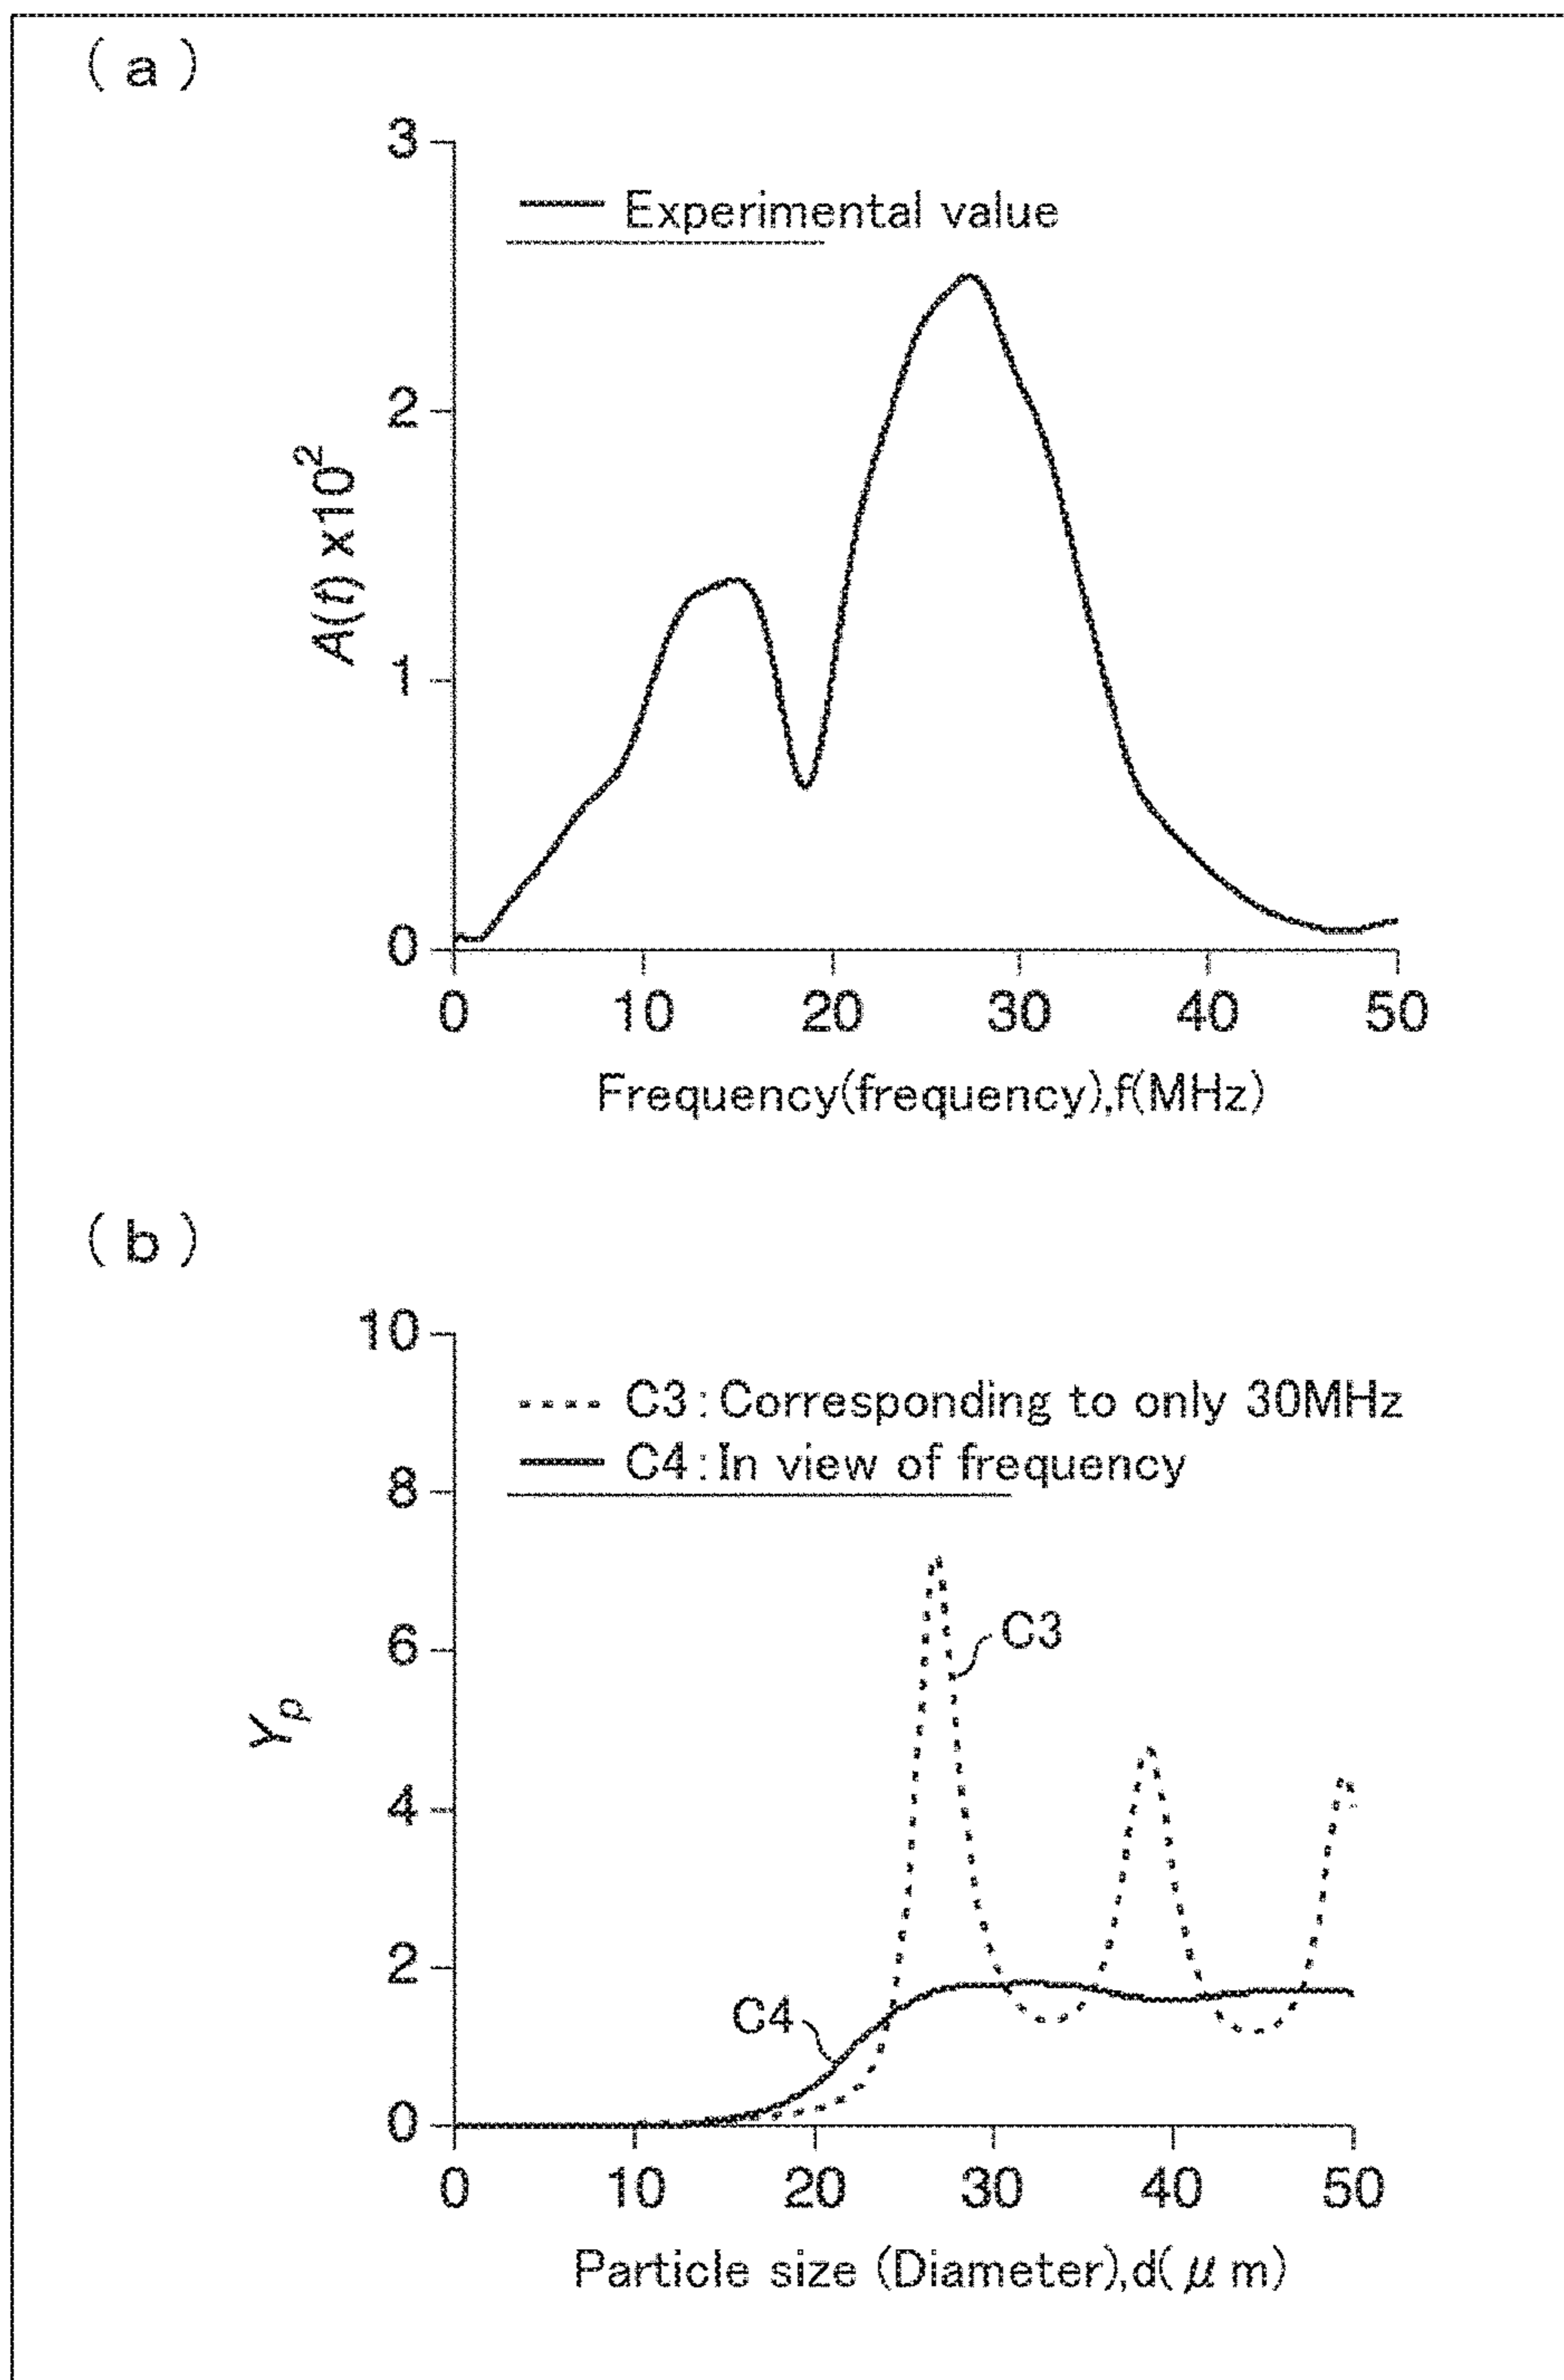 ( a )
3
Experimental value
2
A(t) x10²
1
0
0 10 20 30 40 50
Frequency(frequency),f(MHz)
( b )
10
C3:Corresponding to only 30MHz
C4:In view of frequency
8
C3
6
Yρ
4
2
C4
0
0 10 20 30 40 50
Particle size (Diameter),d(μm)